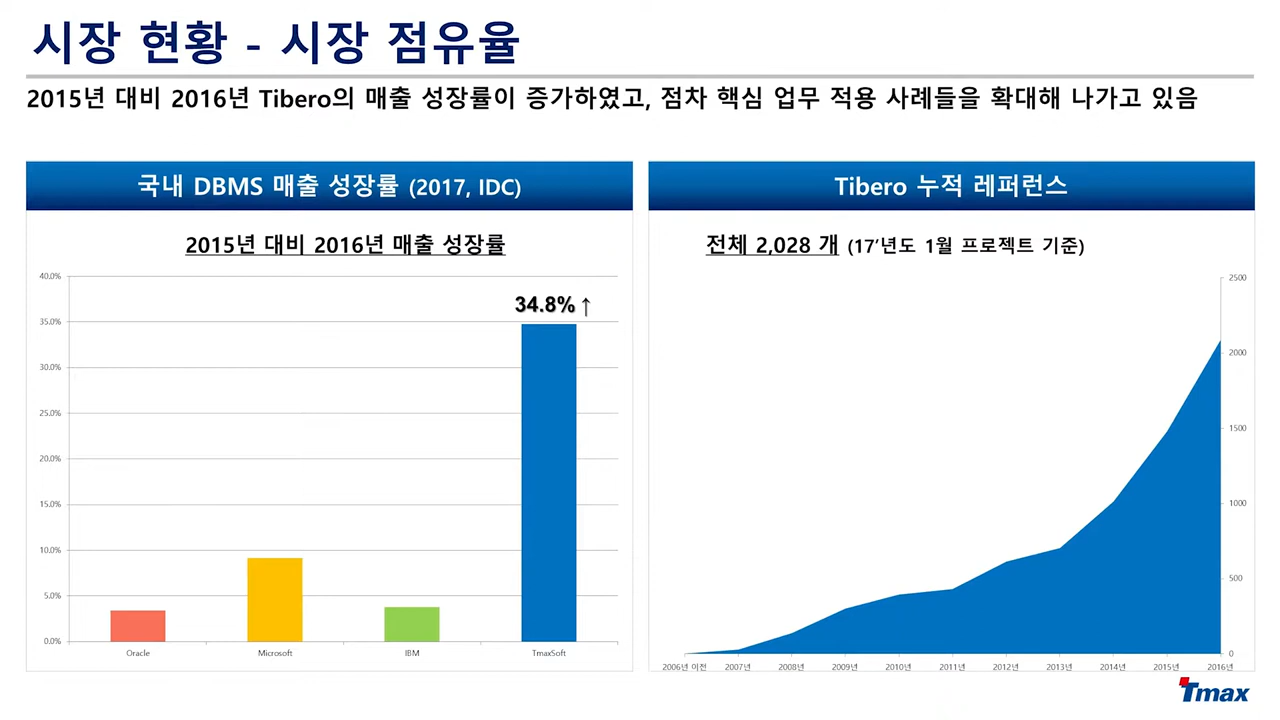 시장 현황 - 시장 점유율
2015년 대비 2016년 Tibero의 매출 성장률이 증가하였고, 점차 핵심 업무 적용 사례들을 확대해 나가고 있음
국내 DBMS 매출 성장률 (2017, IDC)
2015년 대비 2016년 매출 성장률
40.0%
35.0%
30.0%
25.0%
20.0%
15.0%
10.0%
5.0%
0.0%
34.8% ↑
Oracle Microsoft IBM TmaxSoft
Tibero 누적 레퍼런스
전체 2,028 개 (17’년도 1월 프로젝트 기준)
2500
2000
1500
1000
500
0
2006년 이전 2007년 2008년 2009년 2010년 2011년 2012년 2013년 2014년 2015년 2016년
Tmax